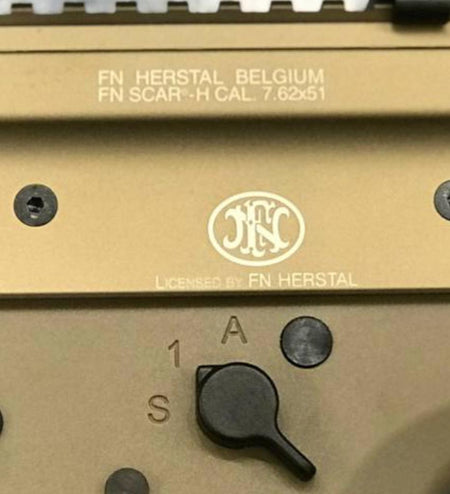 FN HERSTAL BELGIUM
FN SCAR®-H CAL. 7.62x51
FN
LICENSED BY FN HERSTAL
A
1
S